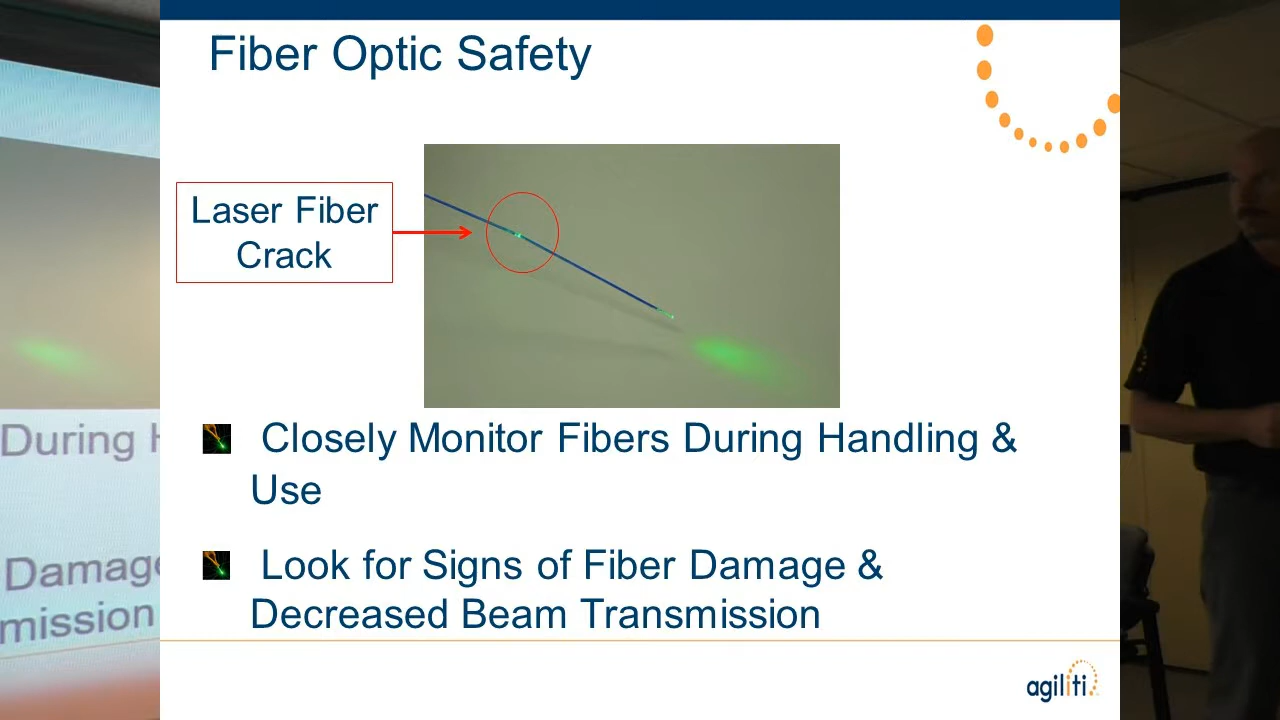 Fiber Optic Safety
Laser Fiber
Crack
Closely Monitor Fibers During Handling &
Use
Look for Signs of Fiber Damage &
Decreased Beam Transmission
agiliti
During H
Damage
mission